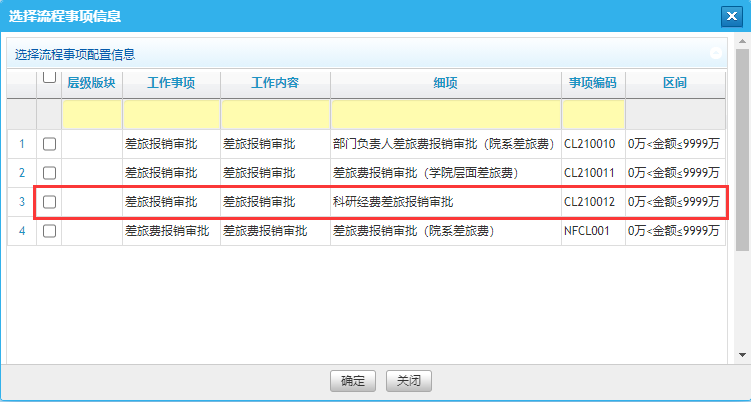 选择流程事项信息
选择流程事项配置信息
层级版块 工作事项 工作内容 细项 事项编码 区间
1 差旅报销审批 差旅报销审批 部门负责人差旅费报销审批（院系差旅费） CL210010 0万<金额≤9999万
2 差旅报销审批 差旅报销审批 差旅费报销审批（学院层面差旅费） CL210011 0万<金额≤9999万
3 差旅报销审批 差旅报销审批 科研经费差旅报销审批 CL210012 0万<金额≤9999万
4 差旅费报销审批 差旅费报销审批 差旅费报销审批（院系差旅费） NFCL001 0万<金额≤9999万
确定 关闭